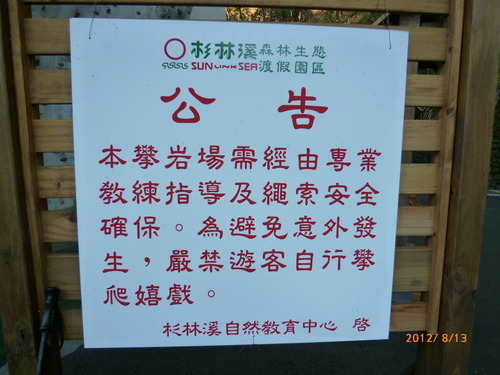 杉林溪 森林生態
SUN LINK SEA 渡假園區
公告
本攀岩場需經由專業
教練指導及繩索安全
確保。為避免意外發
生，嚴禁遊客自行攀
爬嬉戲。
杉林溪自然教育中心 啓
2012/8/13